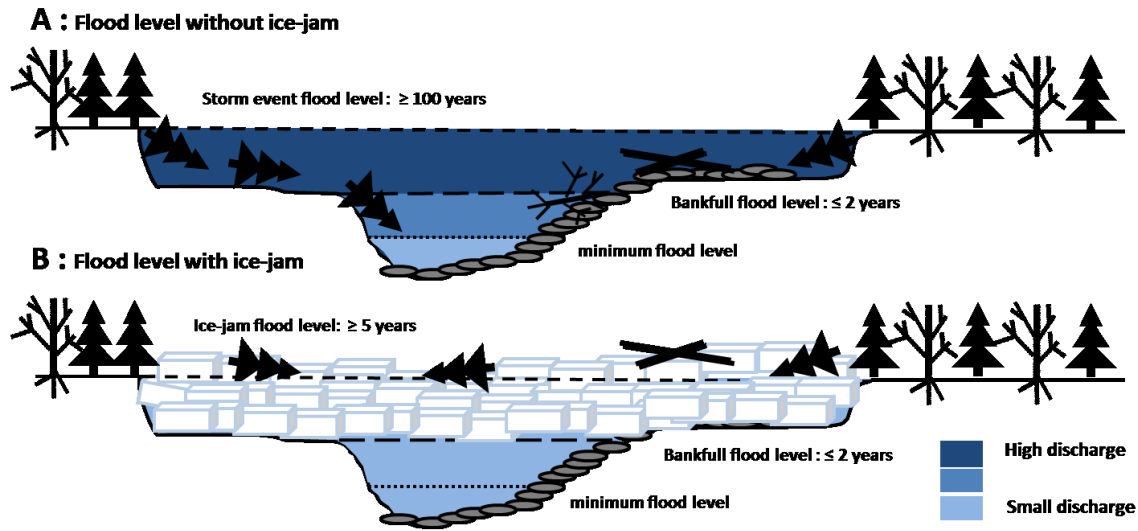 A : Flood level without ice-jam
Storm event flood level : ≥ 100 years
Bankfull flood level : ≤ 2 years
minimum flood level
B : Flood level with ice-jam
Ice-jam flood level: ≥ 5 years
Bankfull flood level : ≤ 2 years
High discharge
minimum flood level
Small discharge